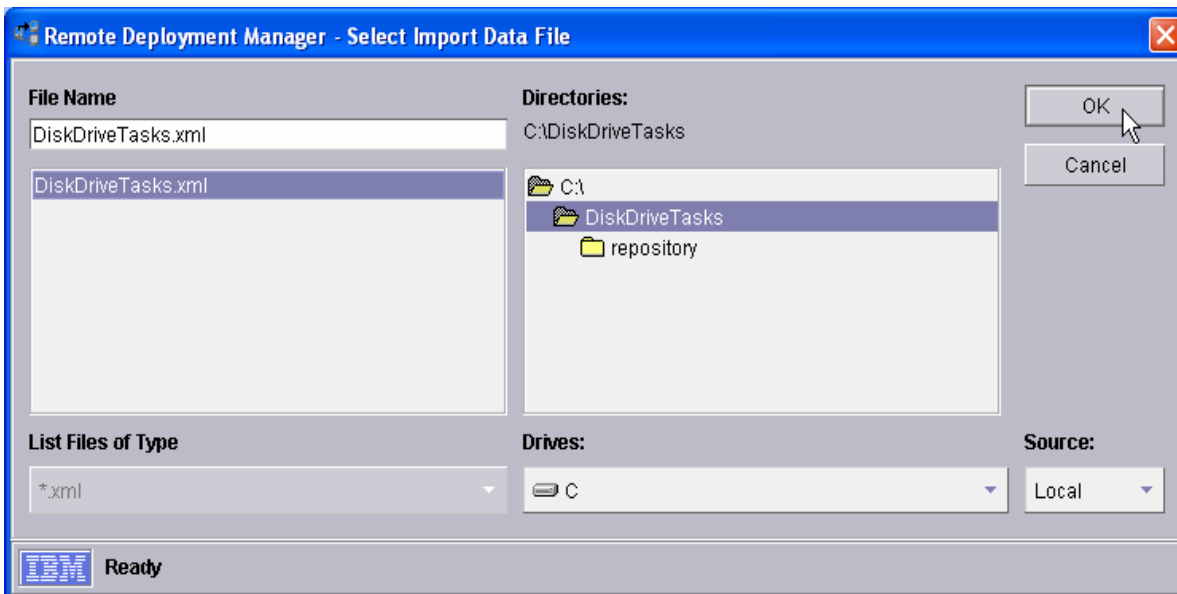 Remote Deployment Manager - Select Import Data File
File Name
DiskDriveTasks.xml
DiskDriveTasks.xml
List Files of Type
*.xml
Directories:
C:\DiskDriveTasks
C:\
DiskDriveTasks
repository
Drives:
C
OK
Cancel
Source:
Local
IBM
Ready